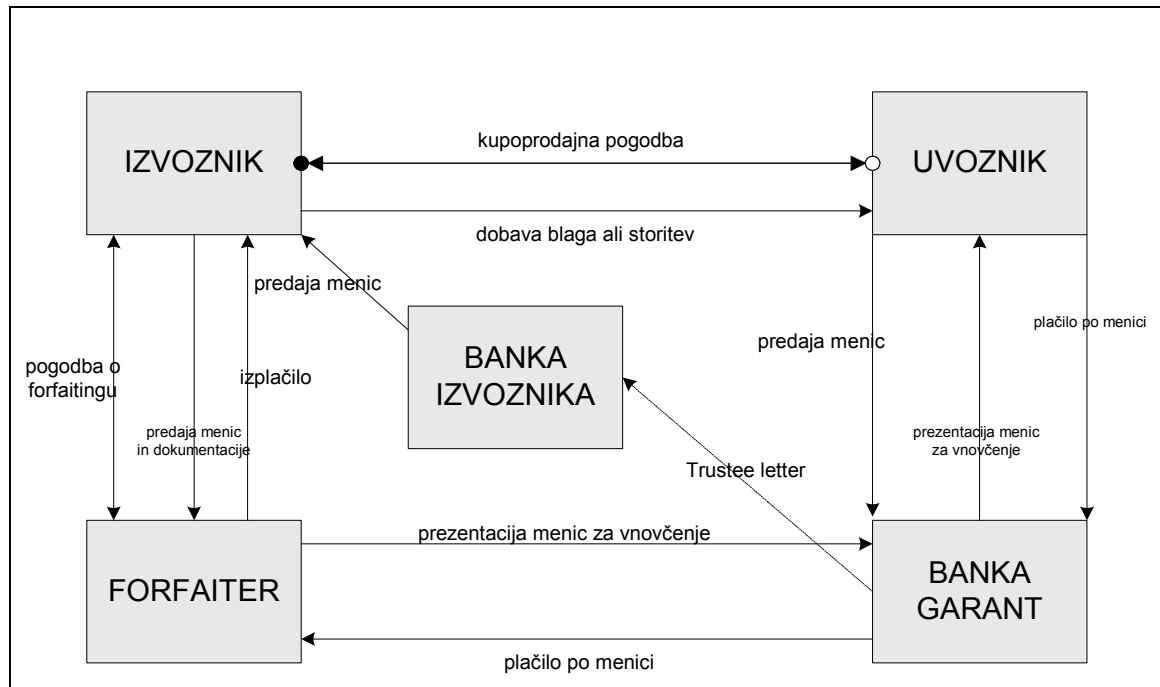 kupoprodajna pogodba
IZVOZNIK
UVOZNIK
dobava blaga ali storitev
predaja menic
BANKA
IZVOZNIKA
predaja menic
plačilo po menici
pogodba o
forfaitingu
izplačilo
predaja menic
in dokumentacije
prezentacija menic
za vnovčenje
Trustee letter
prezentacija menic za vnovčenje
FORFAITER
BANKA
GARANT
plačilo po menici